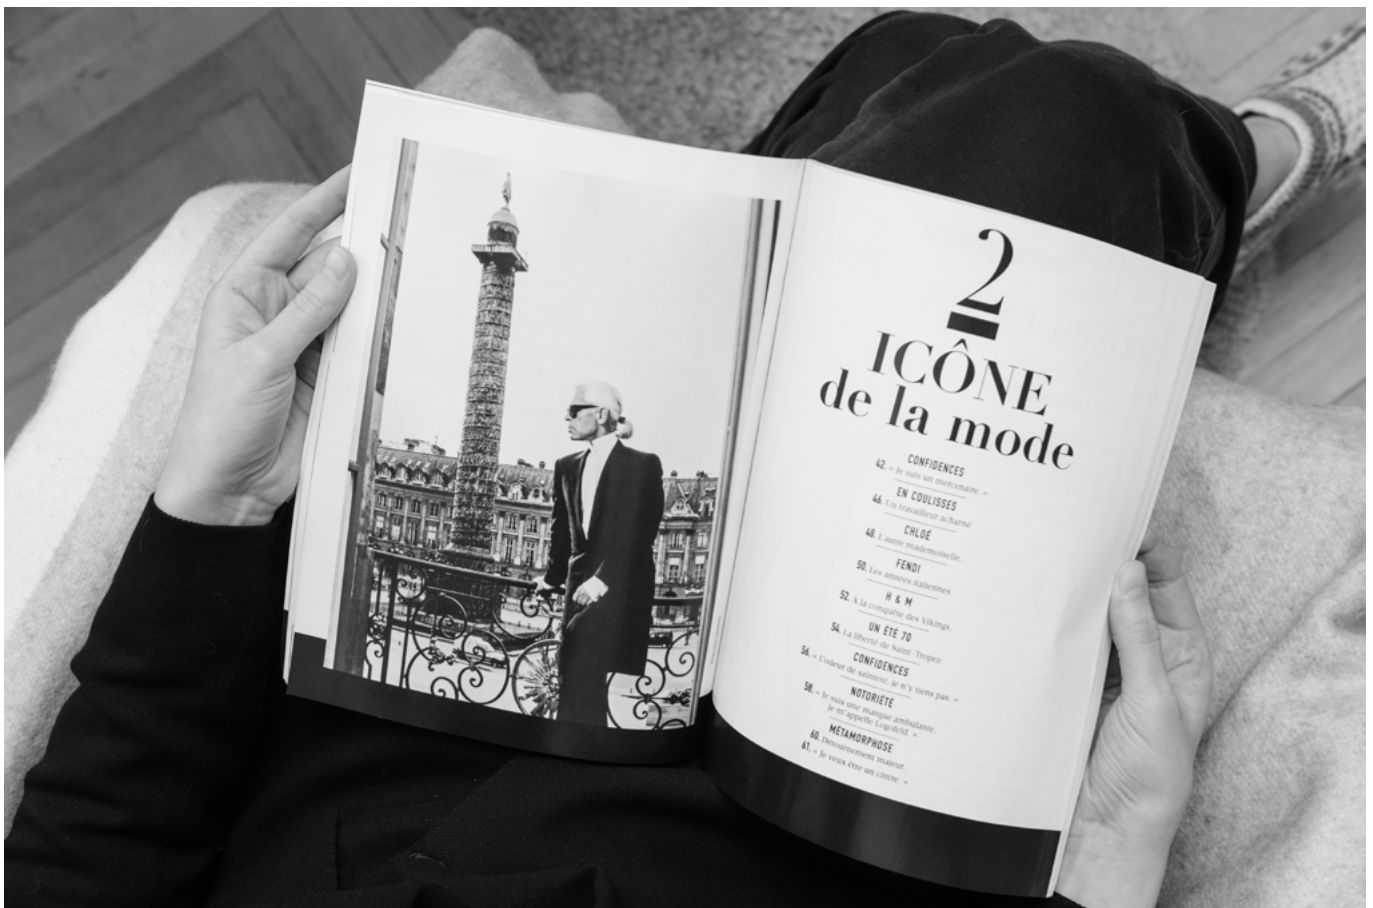 2
ICÔNE
de la mode
CONFIDENCES
42. « Je suis un mercenaire. »
EN COULISSES
46. Un travailleur acharné.
CHLOÉ
48. L'autre mademoiselle.
FENDI
50. Les années italiennes.
H & M
52. À la conquête des Vikings.
UN ÉTÉ 70
54. La liberté de Saint-Tropez.
CONFIDENCES
56. « L'odeur de sainteté, je n'y tiens pas. »
NOTORIÉTÉ
58. « Je suis une marque ambulante,
je m'appelle Logofeld. »
MÉTAMORPHOSE
60. Détournement majeur.
61. « Je veux être un cintre. »